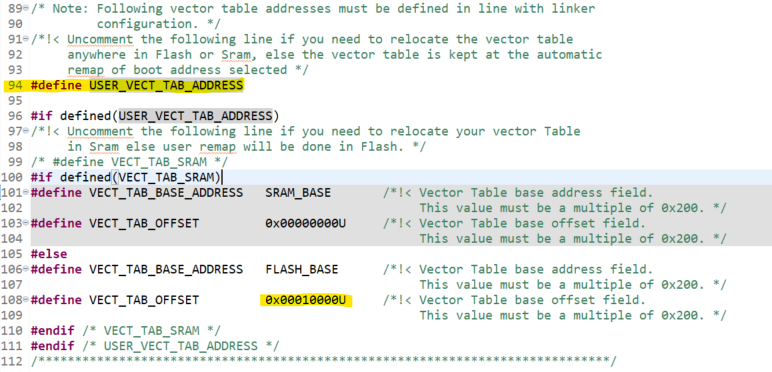 89 /* Note: Following vector table addresses must be defined in line with linker
90 configuration. */
91 /*!< Uncomment the following line if you need to relocate the vector table
92 anywhere in Flash or Sram, else the vector table is kept at the automatic
93 remap of boot address selected */
94 #define USER_VECT_TAB_ADDRESS
95
96 #if defined(USER_VECT_TAB_ADDRESS)
97 /*!< Uncomment the following line if you need to relocate your vector Table
98 in Sram else user remap will be done in Flash. */
99 /* #define VECT_TAB_SRAM */
100 #if defined(VECT_TAB_SRAM)
101 #define VECT_TAB_BASE_ADDRESS SRAM_BASE /*!< Vector Table base address field.
102 This value must be a multiple of 0x200. */
103 #define VECT_TAB_OFFSET 0x00000000U /*!< Vector Table base offset field.
104 This value must be a multiple of 0x200. */
105 #else
106 #define VECT_TAB_BASE_ADDRESS FLASH_BASE /*!< Vector Table base address field.
107 This value must be a multiple of 0x200. */
108 #define VECT_TAB_OFFSET 0x00010000U /*!< Vector Table base offset field.
109 This value must be a multiple of 0x200. */
110 #endif /* VECT_TAB_SRAM */
111 #endif /* USER_VECT_TAB_ADDRESS */
112 /******************************************************************************/